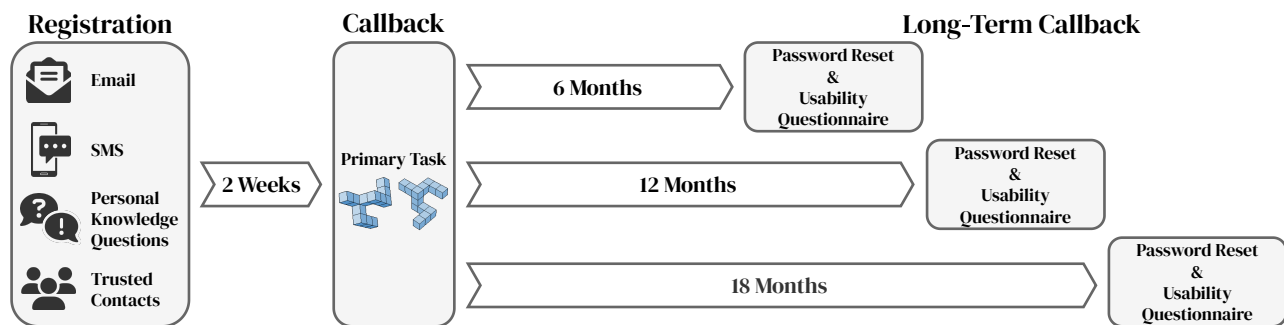 Registration
Email
SMS
Personal
Knowledge
Questions
Trusted
Contacts
2 Weeks
Callback
Primary Task
Long-Term Callback
6 Months
Password Reset
&
Usability
Questionnaire
12 Months
Password Reset
&
Usability
Questionnaire
18 Months
Password Reset
&
Usability
Questionnaire